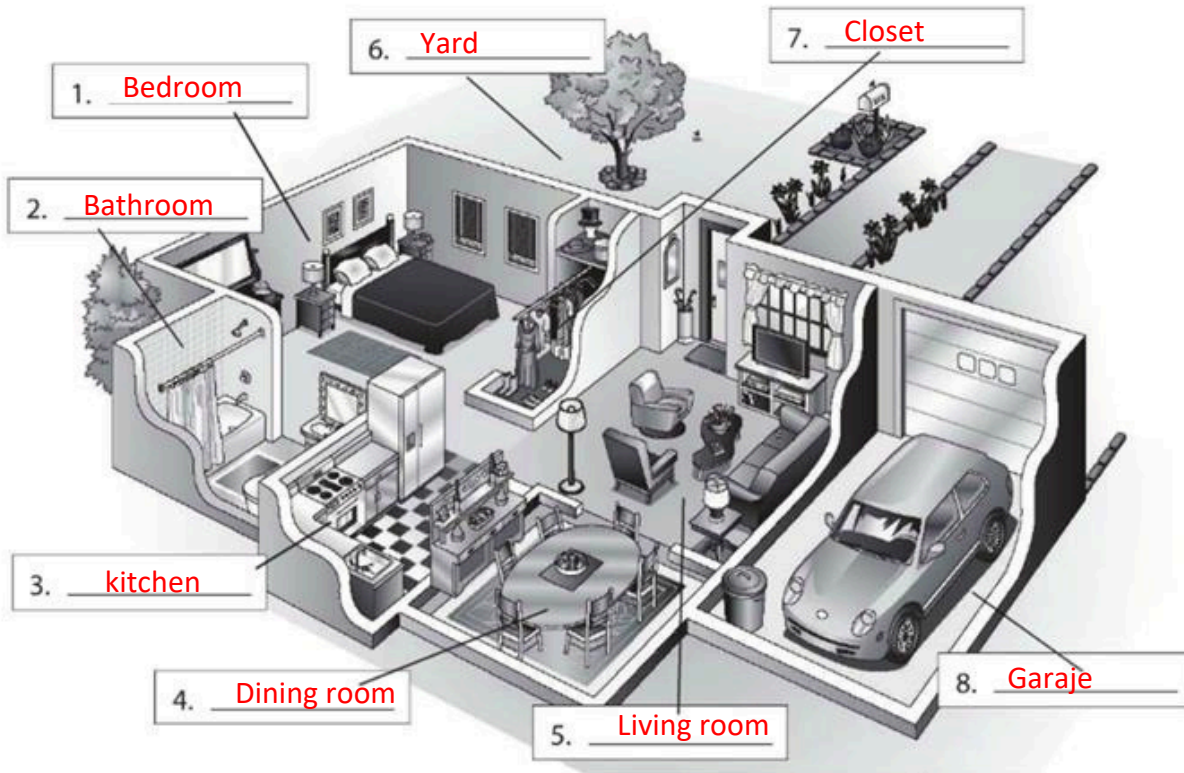 1. Bedroom
2. Bathroom
3. kitchen
4. Dining room
5. Living room
6. Yard
7. Closet
8. Garaje